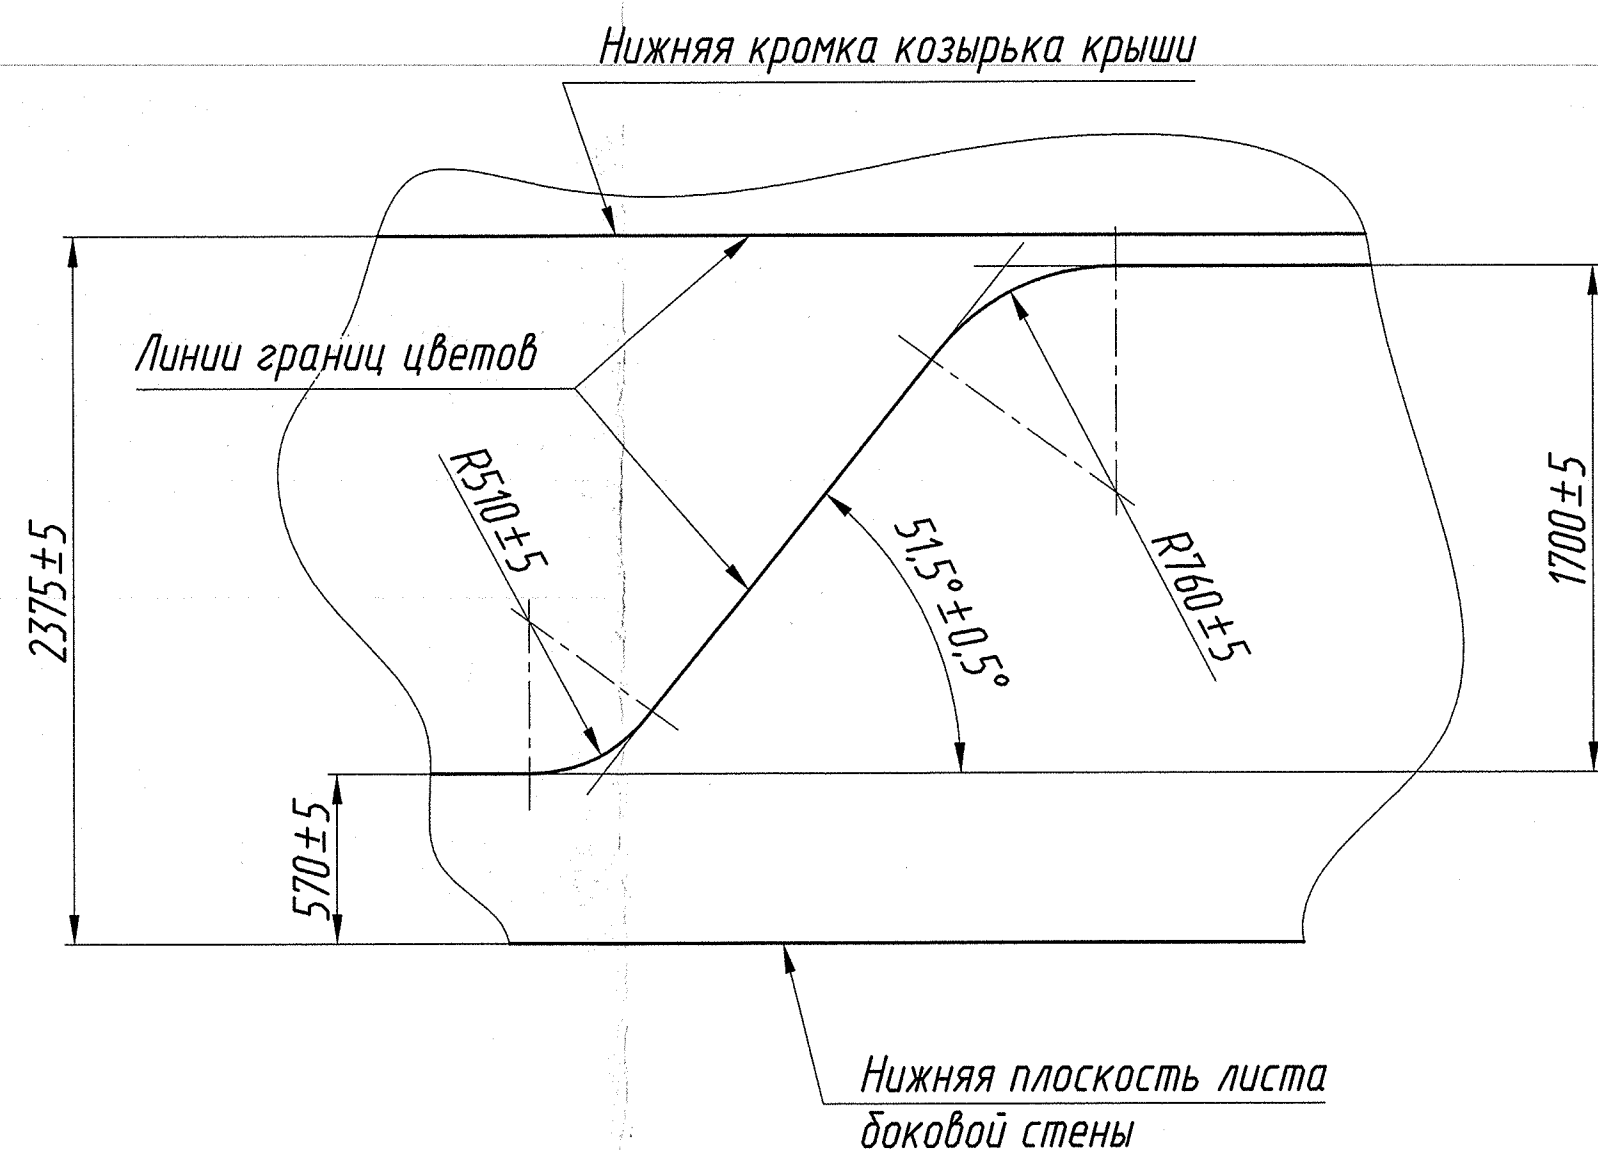 Нижняя кромка козырька крыши
Линии границ цветов
R510±5
51,5°±0,5°
R760±5
1700±5
2375±5
570±5
Нижняя плоскость листа
боковой стены